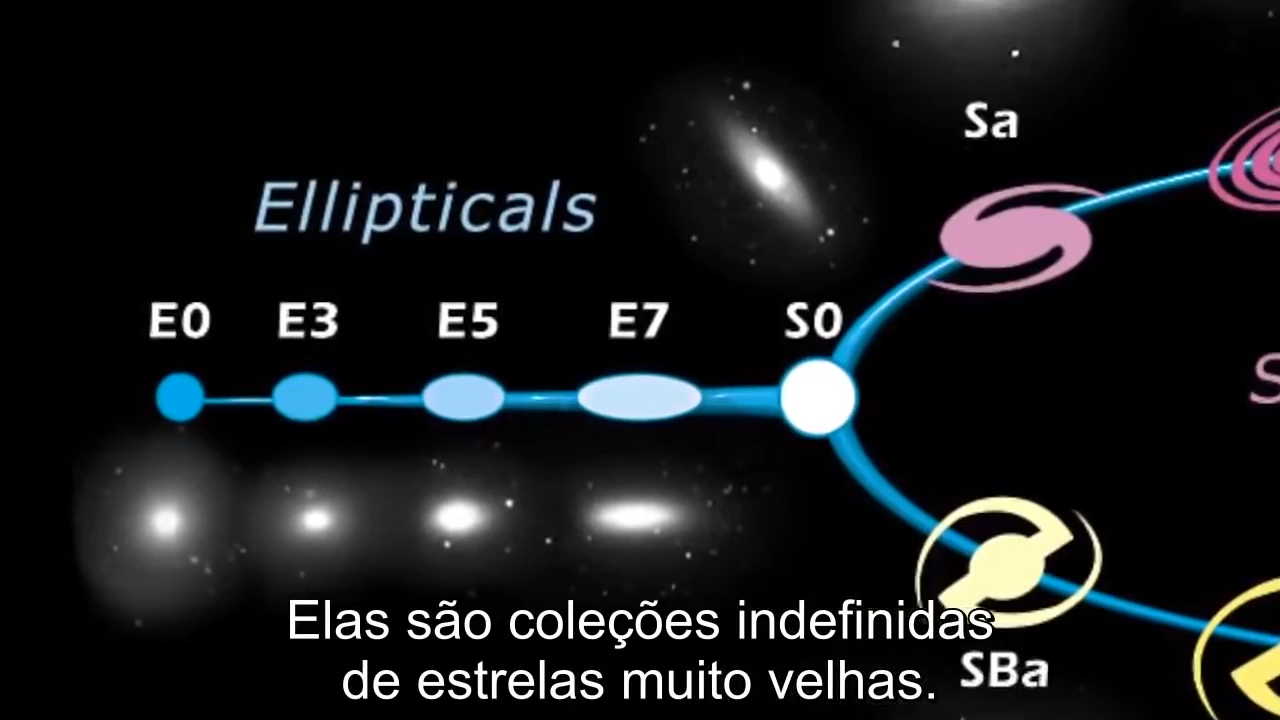 Sa
Ellipticals
E0 E3 E5 E7 S0
S
Elas são coleções indefinidas
de estrelas muito velhas.
SBa